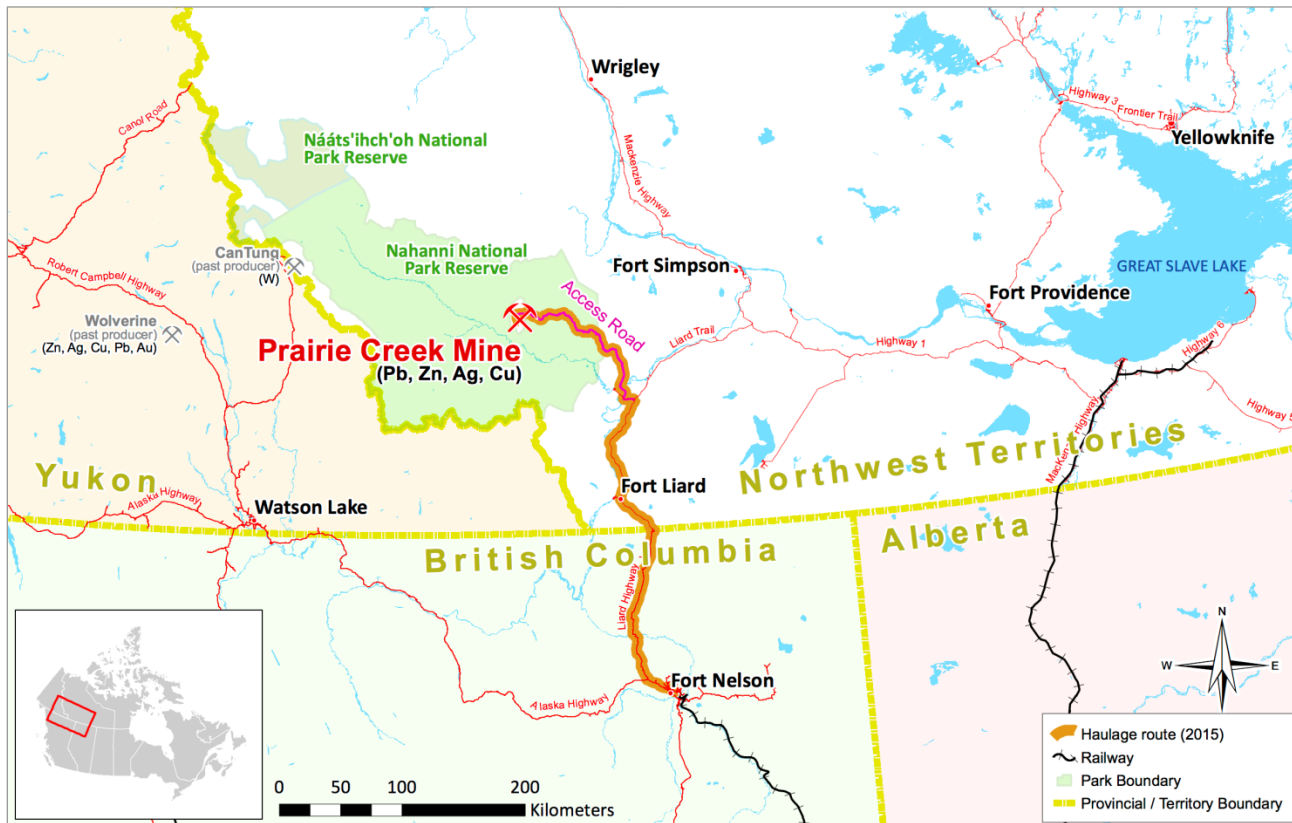 Wrigley
Canol Road
Nááts'ihch'oh National
Park Reserve
Mackenzie Highway
Highway 3
Frontier Trail
Yellowknife
CanTung
(past producer)
(W)
Nahanni National
Park Reserve
Robert Campbell Highway
Fort Simpson
GREAT SLAVE LAKE
Access Road
Fort Providence
Wolverine
(past producer)
(Zn, Ag, Cu, Pb, Au)
Prairie Creek Mine
(Pb, Zn, Ag, Cu)
Liard Trail
Highway 1
Highway 6
Highway 5
MacKenzie Highway
Yukon
Northwest Territories
Fort Liard
Alaska Highway
Watson Lake
British Columbia
Alberta
Liard Highway
Fort Nelson
Alaska Highway
N
W
E
S
0 50 100 200
Kilometers
Haulage route (2015)
Railway
Park Boundary
Provincial / Territory Boundary